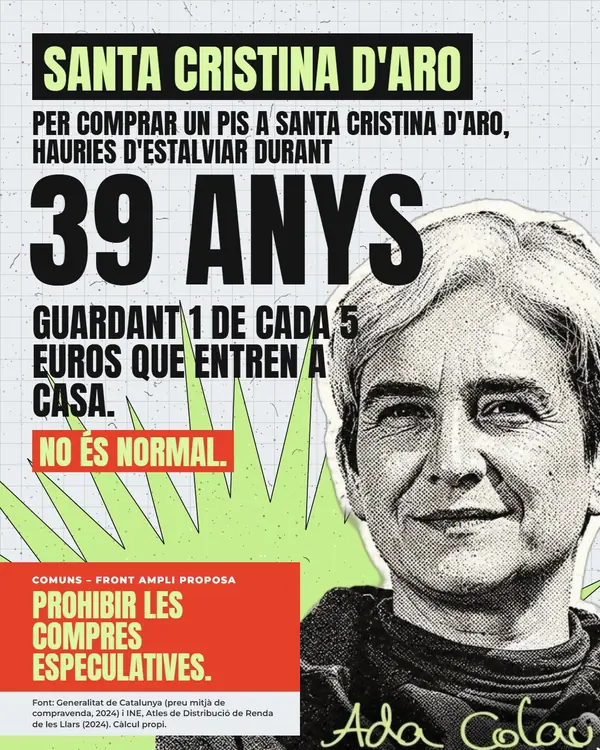 SANTA CRISTINA D'ARO
PER COMPRAR UN PIS A SANTA CRISTINA D'ARO,
HAURIES D'ESTALVIAR DURANT
39 ANYS
GUARDANT 1 DE CADA 5
EUROS QUE ENTREN A
CASA.
NO ÉS NORMAL.
COMUNS – FRONT AMPLI PROPOSA
PROHIBIR LES
COMPRES
ESPECULATIVES.
Font: Generalitat de Catalunya (preu mitjà de
compravenda, 2024) i INE, Atles de Distribució de Renda
de les Llars (2024). Càlcul propi.
Ada Colau